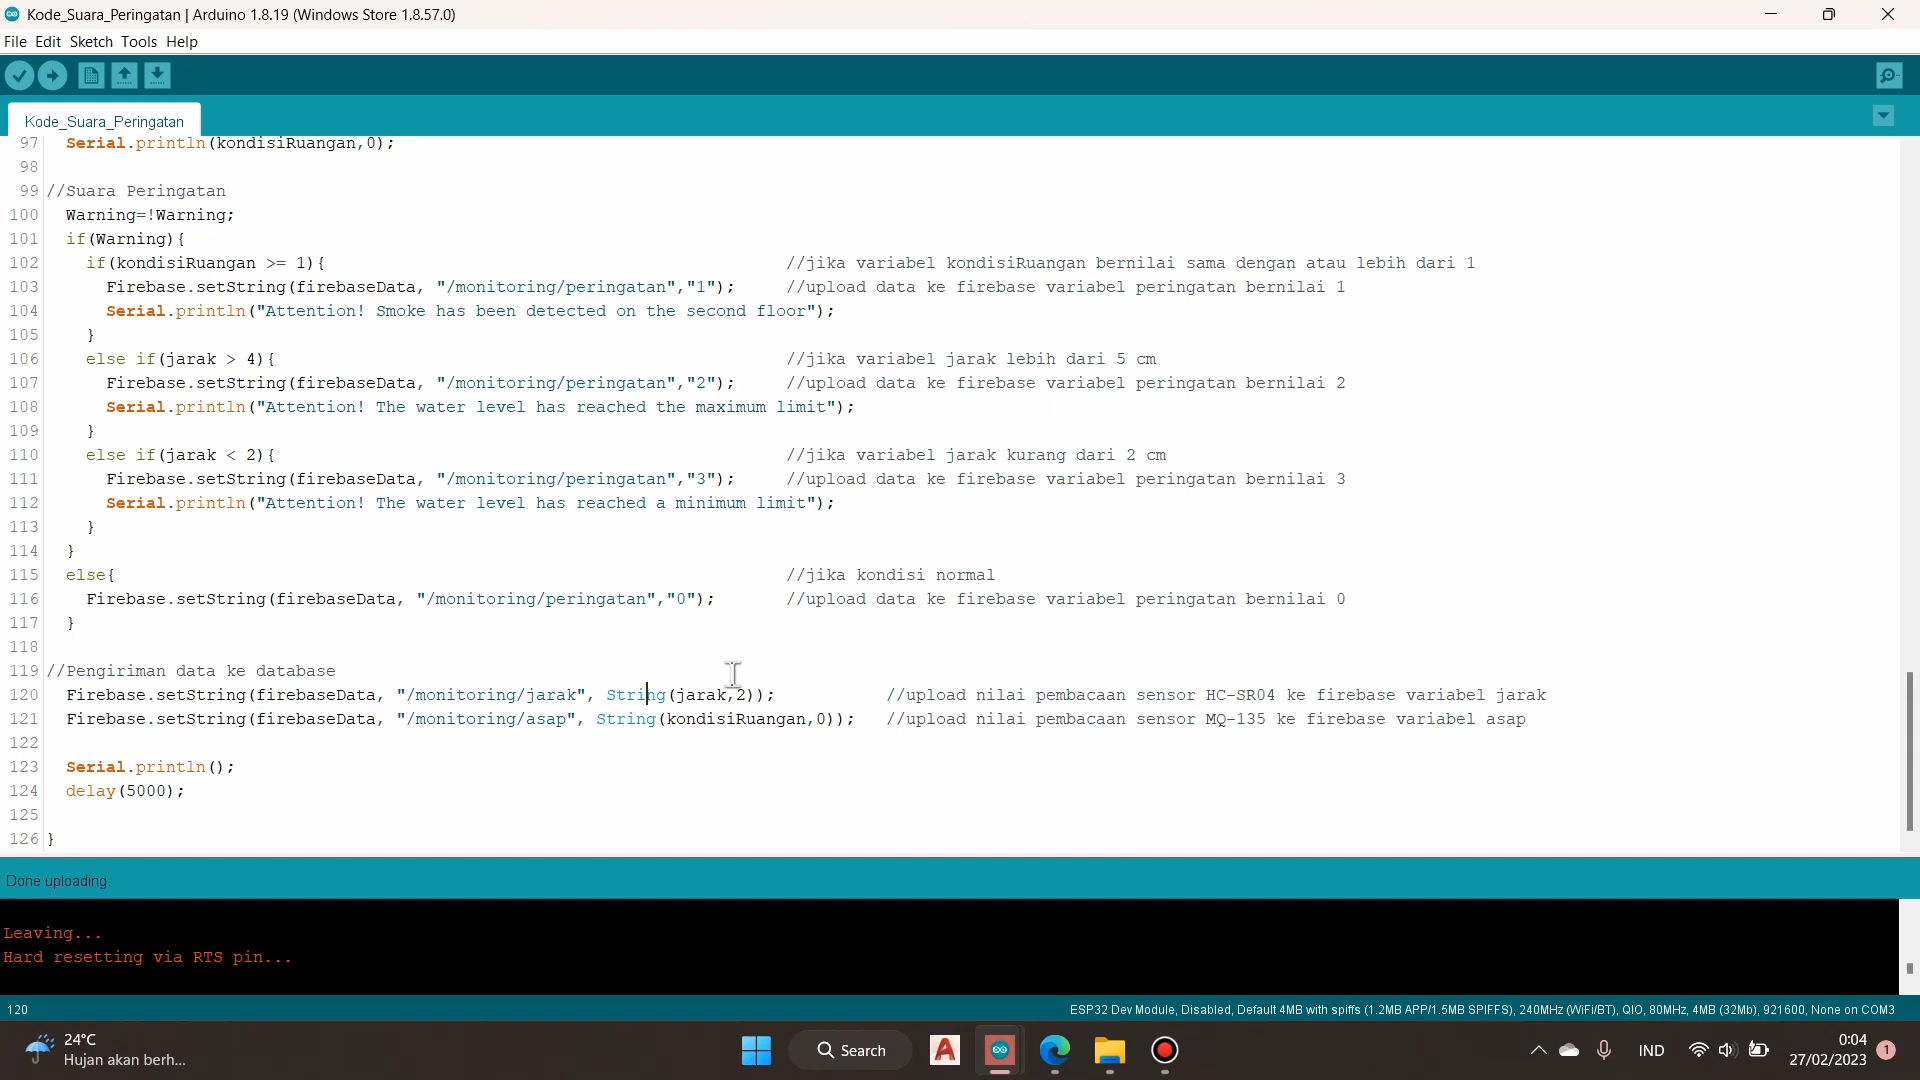 Kode_Suara_Peringatan | Arduino 1.8.19 (Windows Store 1.8.57.0)
File Edit Sketch Tools Help
Kode_Suara_Peringatan
97 Serial.println(kondisiRuangan,0);
98
99 //Suara Peringatan
100 Warning=!Warning;
101 if(Warning){
102 if(kondisiRuangan >= 1){ //jika variabel kondisiRuangan bernilai sama dengan atau lebih dari 1
103 Firebase.setString(firebaseData, "/monitoring/peringatan","1"); //upload data ke firebase variabel peringatan bernilai 1
104 Serial.println("Attention! Smoke has been detected on the second floor");
105 }
106 else if(jarak > 4){ //jika variabel jarak lebih dari 5 cm
107 Firebase.setString(firebaseData, "/monitoring/peringatan","2"); //upload data ke firebase variabel peringatan bernilai 2
108 Serial.println("Attention! The water level has reached the maximum limit");
109 }
110 else if(jarak < 2){ //jika variabel jarak kurang dari 2 cm
111 Firebase.setString(firebaseData, "/monitoring/peringatan","3"); //upload data ke firebase variabel peringatan bernilai 3
112 Serial.println("Attention! The water level has reached a minimum limit");
113 }
114 }
115 else{ //jika kondisi normal
116 Firebase.setString(firebaseData, "/monitoring/peringatan","0"); //upload data ke firebase variabel peringatan bernilai 0
117 }
118
119 //Pengiriman data ke database
120 Firebase.setString(firebaseData, "/monitoring/jarak", String(jarak,2)); //upload nilai pembacaan sensor HC-SR04 ke firebase variabel jarak
121 Firebase.setString(firebaseData, "/monitoring/asap", String(kondisiRuangan,0)); //upload nilai pembacaan sensor MQ-135 ke firebase variabel asap
122
123 Serial.println();
124 delay(5000);
125
126 }
Done uploading.
Leaving...
Hard resetting via RTS pin...
120 ESP32 Dev Module, Disabled, Default 4MB with spiffs (1.2MB APP/1.5MB SPIFFS), 240MHz (WiFi/BT), QIO, 80MHz, 4MB (32Mb), 921600, None on COM3
24°C
Hujan akan berh...
Search
IND
0:04
27/02/2023
1